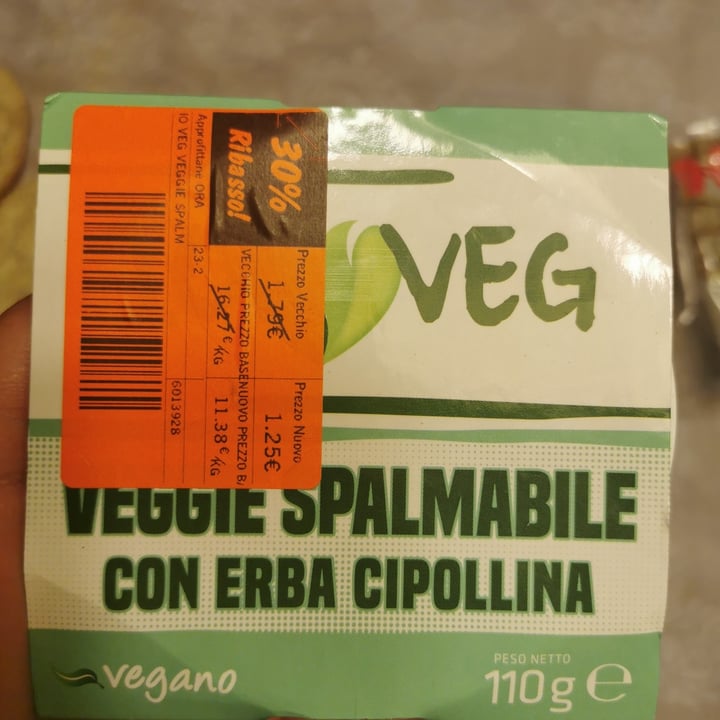 30%
Ribasso!
Approfittane ORA
IO VEG VEGGIE SPALM
23-2
Prezzo Vecchio
1.79€
Prezzo Nuovo
1.25€
VECCHIO PREZZO BASE
NUOVO PREZZO BA
16.27€/KG
11.38€/KG
6013928
VEG
VEGGIE SPALMABILE
CON ERBA CIPOLLINA
vegano
PESO NETTO
110g e